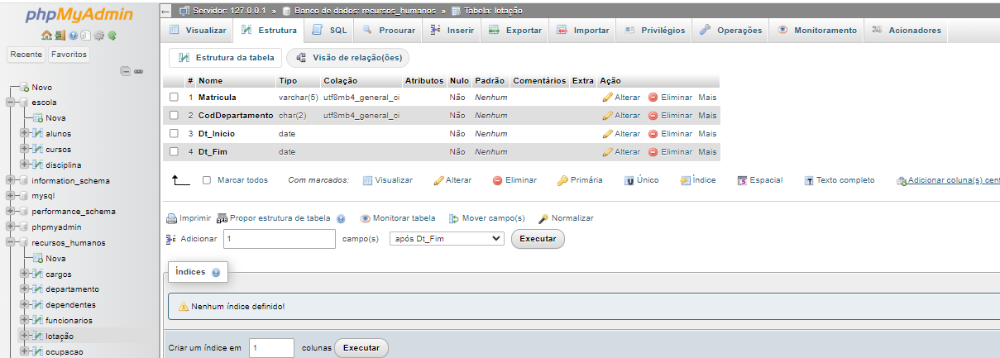 phpMyAdmin
Recente Favoritos
Novo
escola
Nova
alunos
cursos
disciplina
information_schema
mysql
performance_schema
phpmyadmin
recursos_humanos
Nova
cargos
departamento
dependentes
funcionarios
lotação
ocupacao
Servidor: 127.0.0.1 » Banco de dados: recursos_humanos » Tabela: lotação
Visualizar Estrutura SQL Procurar Inserir Exportar Importar Privilégios Operações Monitoramento Acionadores
Estrutura da tabela Visão de relação(ões)
# Nome Tipo Colação Atributos Nulo Padrão Comentários Extra Ação
1 Matricula varchar(5) utf8mb4_general_ci Não Nenhum Alterar Eliminar Mais
2 CodDepartamento char(2) utf8mb4_general_ci Não Nenhum Alterar Eliminar Mais
3 Dt_Inicio date Não Nenhum Alterar Eliminar Mais
4 Dt_Fim date Não Nenhum Alterar Eliminar Mais
Marcar todos Com marcados: Visualizar Alterar Eliminar Primária Único Índice Espacial Texto completo Adicionar coluna(s) cent
Imprimir Propor estrutura de tabela Monitorar tabela Mover campo(s) Normalizar
Adicionar 1 campo(s) após Dt_Fim Executar
Índices
Nenhum índice definido!
Criar um índice em 1 colunas Executar